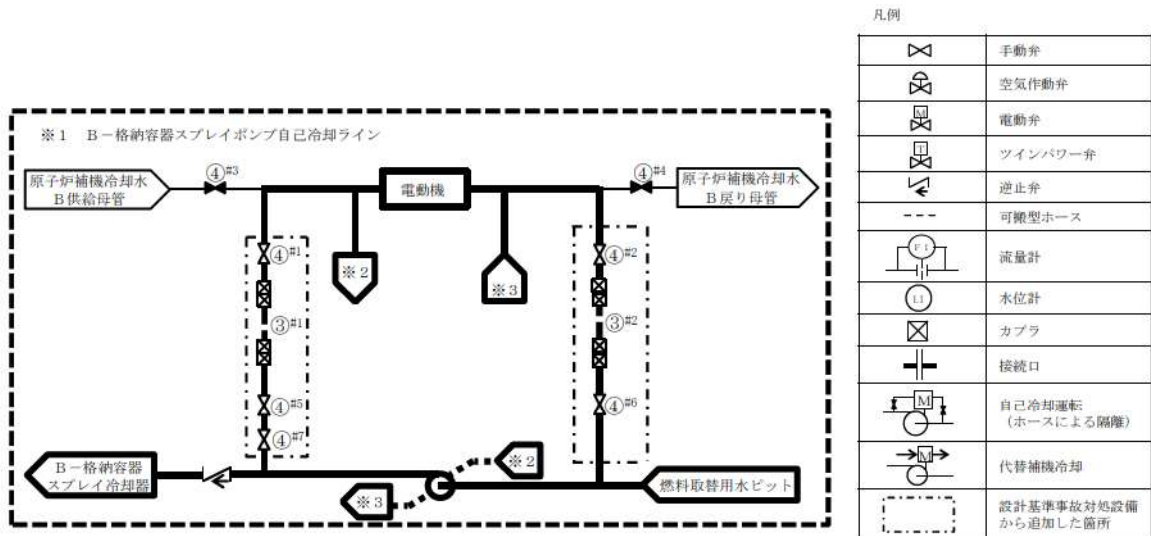 ※1 B-格納容器スプレイポンプ自己冷却ライン
原子炉補機冷却水
B供給母管
④#3
電動機
④#4
原子炉補機冷却水
B戻り母管
④#1
※2
※3
④#2
③#1
③#2
④#5
④#6
④#7
B-格納容器
スプレイ冷却器
※2
※3
燃料取替用水ピット
凡例
手動弁
空気作動弁
M
電動弁
T
ツインパワー弁
逆止弁
可搬型ホース
FI
流量計
LI
水位計
カプラ
接続口
M
自己冷却運転
(ホースによる隔離)
M
代替補機冷却
設計基準事故対処設備
から追加した箇所